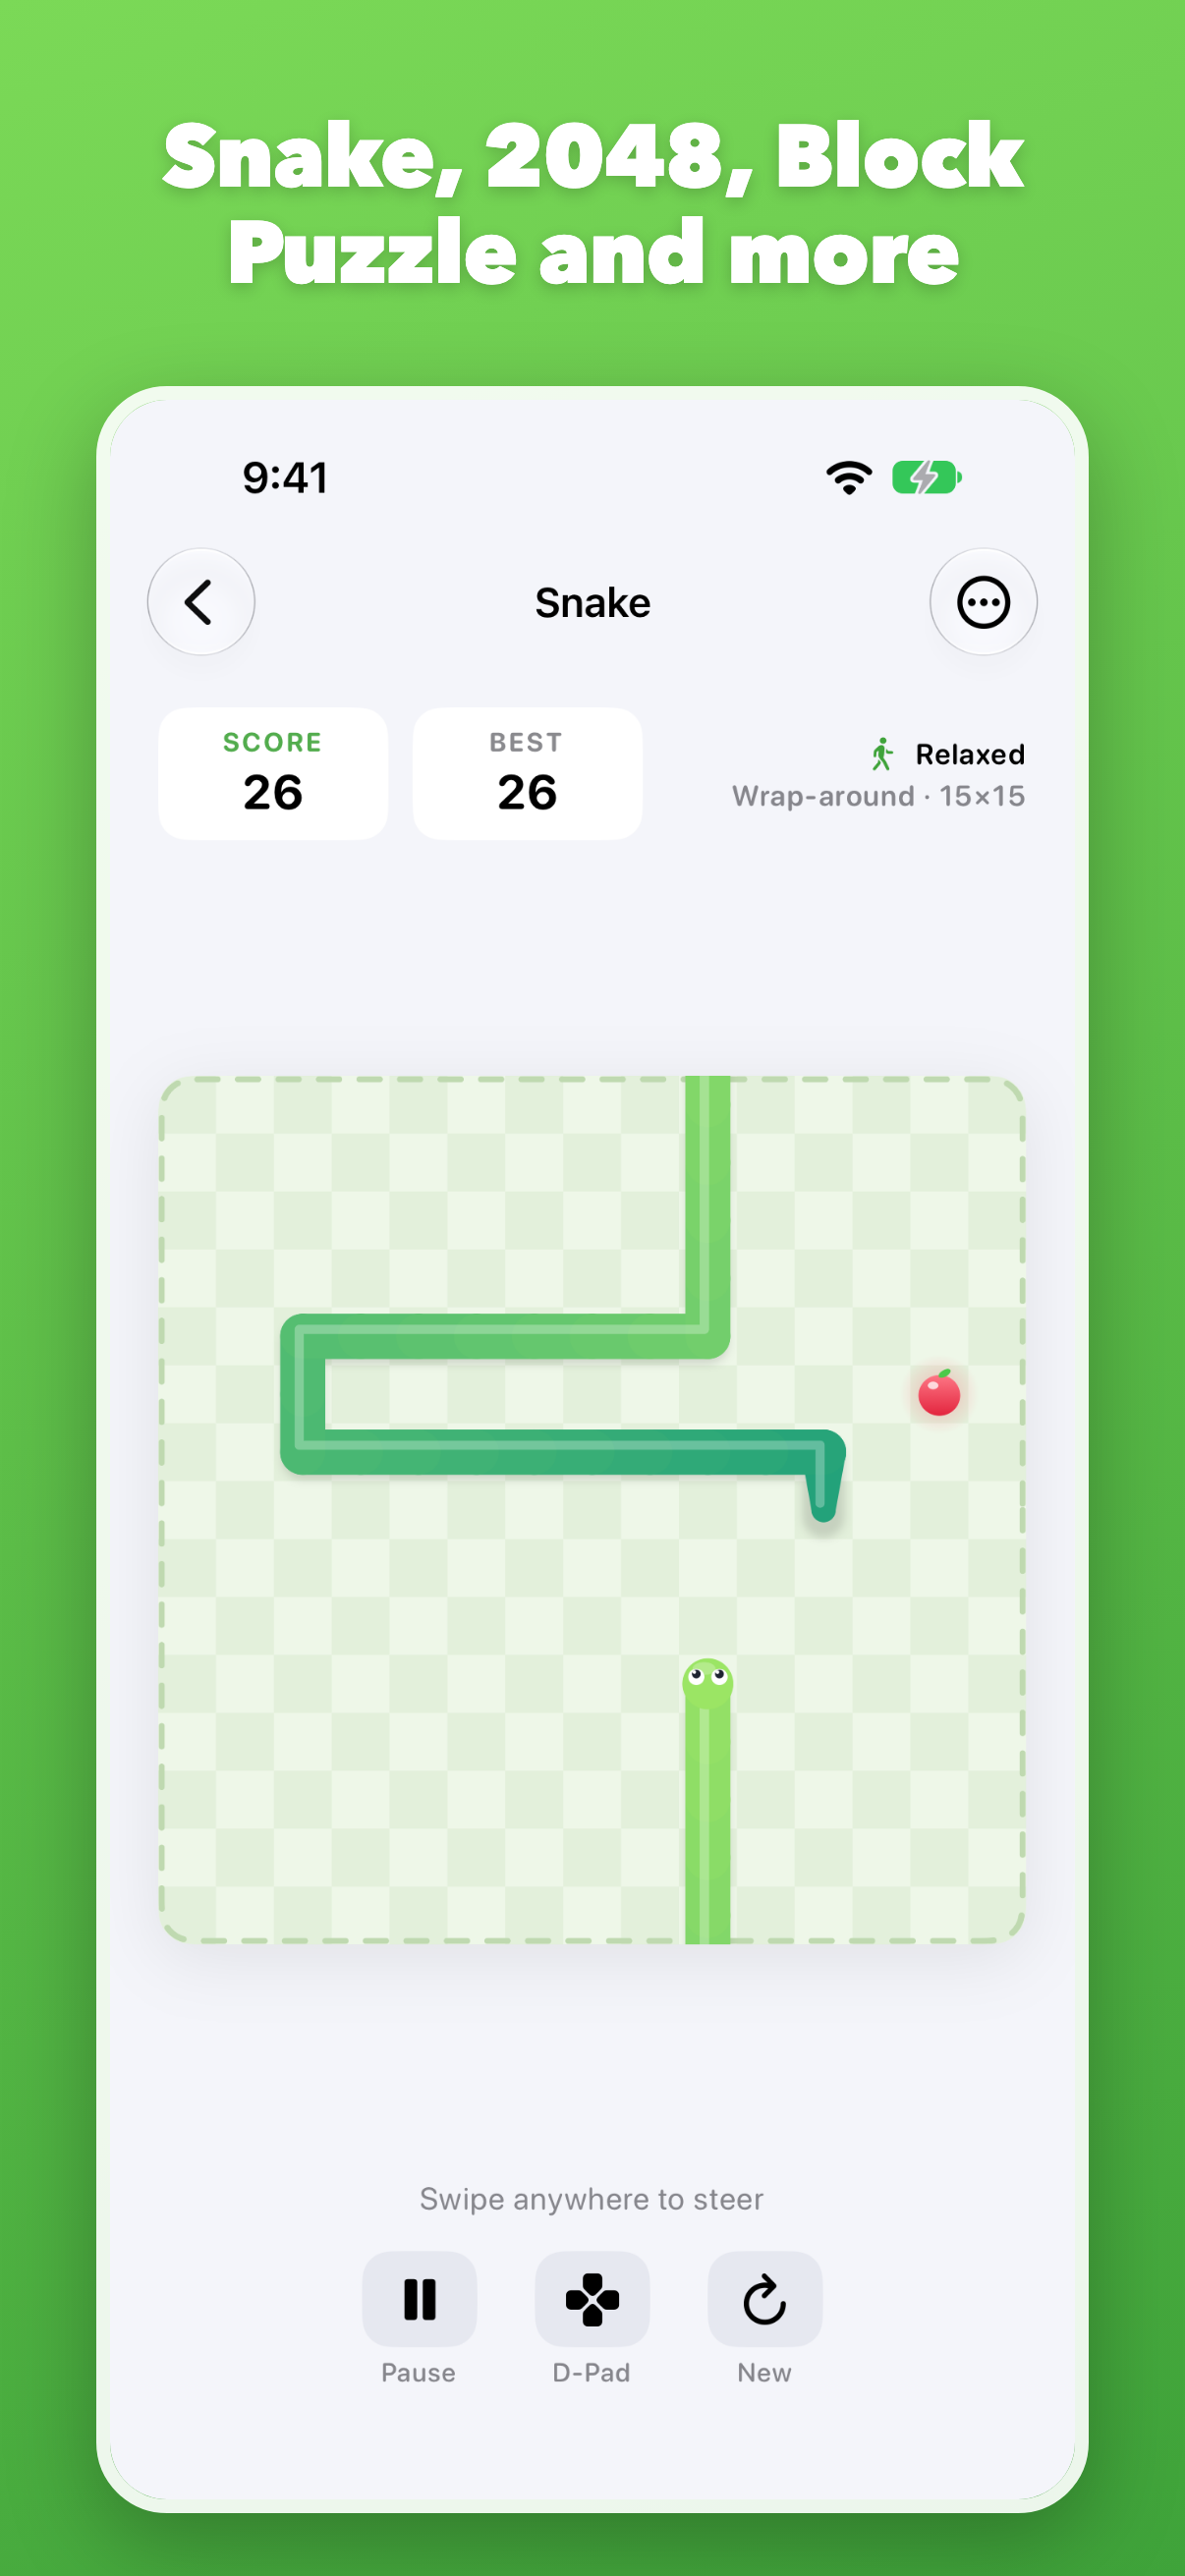 Snake, 2048, Block
Puzzle and more
9:41
Snake
SCORE
26
BEST
26
Relaxed
Wrap-around · 15×15
Swipe anywhere to steer
Pause
D-Pad
New